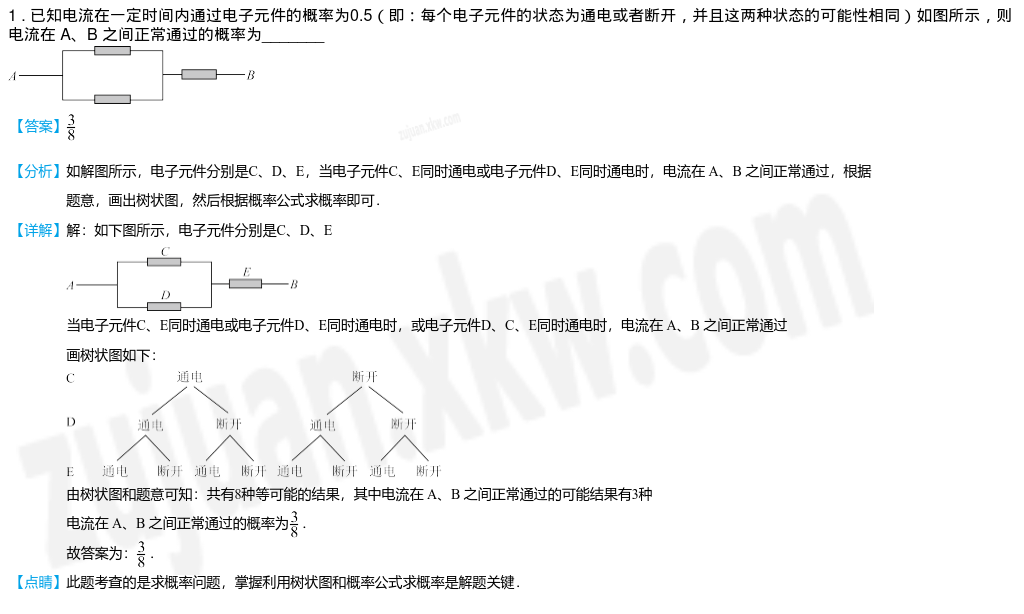 1．已知电流在一定时间内通过电子元件的概率为0.5（即：每个电子元件的状态为通电或者断开，并且这两种状态的可能性相同）如图所示，则
电流在 A、B 之间正常通过的概率为________
A B
【答案】3/8
zujuan.xkw.com
【分析】如解图所示，电子元件分别是C、D、E，当电子元件C、E同时通电或电子元件D、E同时通电时，电流在 A、B 之间正常通过，根据
题意，画出树状图，然后根据概率公式求概率即可．
【详解】解：如下图所示，电子元件分别是C、D、E
C
A E B
D
当电子元件C、E同时通电或电子元件D、E同时通电时，或电子元件D、C、E同时通电时，电流在 A、B 之间正常通过
画树状图如下：
C 通电 断开
D 通电 断开 通电 断开
E 通电 断开 通电 断开 通电 断开 通电 断开
由树状图和题意可知：共有8种等可能的结果，其中电流在 A、B 之间正常通过的可能结果有3种
电流在 A、B 之间正常通过的概率为3/8．
故答案为：3/8．
【点睛】此题考查的是求概率问题，掌握利用树状图和概率公式求概率是解题关键．
zujuan.xkw.com